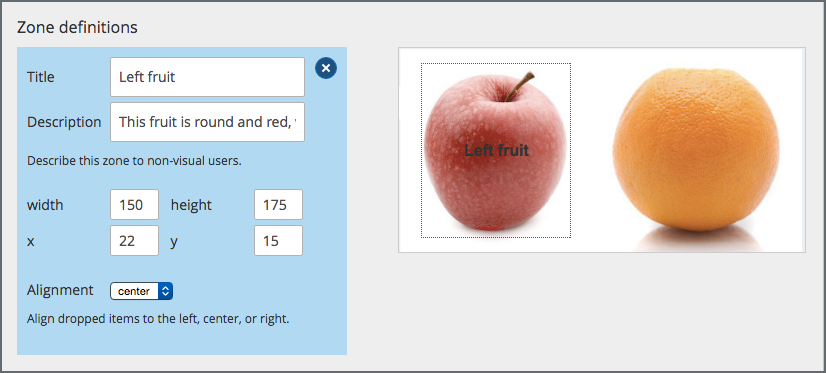 Zone definitions
Title Left fruit
Description This fruit is round and red,
Describe this zone to non-visual users.
width 150 height 175
x 22 y 15
Alignment center
Align dropped items to the left, center, or right.
Left fruit